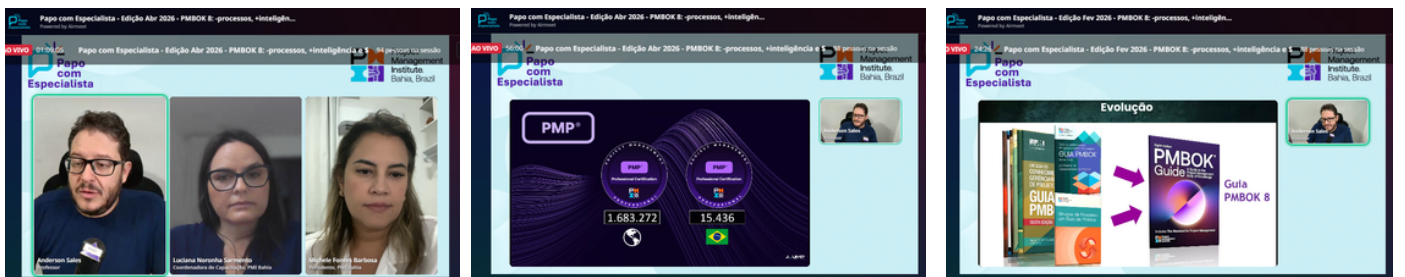 Papo com Especialista - Edição Abr 2026 - PMBOK 8: -processos, +inteligên...
Powered by Airmeet
AO VIVO 01:09:05 Papo com Especialista - Edição Abr 2026 - PMBOK 8: -processos, +inteligência e S 94 pessoas na sessão
Papo
com
Especialista
Management
Institute.
Bahia, Brazil
Anderson Sales
Professor
Luciana Noronha Sarmento
Coordenadora de Capacitação, PMI Bahia
Michele Fontes Barbosa
Presidente, PMI Bahia
Papo com Especialista - Edição Abr 2026 - PMBOK 8: -processos, +inteligên...
Powered by Airmeet
AO VIVO 56:00 Papo com Especialista - Edição Abr 2026 - PMBOK 8: -processos, +inteligência e S pessoas na sessão
Papo
com
Especialista
Management
Institute.
Bahia, Brazil
PMP®
PMP
Professional Certification
PMP
Professional Certification
1.683.272
15.436
Anderson Sales
Professor
Papo com Especialista - Edição Fev 2026 - PMBOK 8: -processos, +inteligên...
Powered by Airmeet
VIVO 24:26 Papo com Especialista - Edição Fev 2026 - PMBOK 8: -processos, +inteligência e S pessoas na sessão
Papo
com
Especialista
Management
Institute.
Bahia, Brazil
Evolução
GUIA
PMB
GUIA PMBOK
PMBOK®
Guide
Guia
PMBOK 8
Anderson Sales